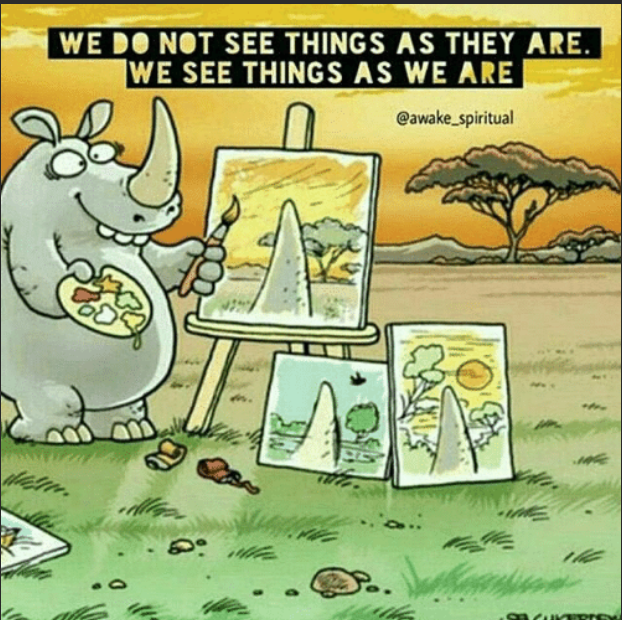 WE DO NOT SEE THINGS AS THEY ARE.
WE SEE THINGS AS WE ARE
@awake_spiritual